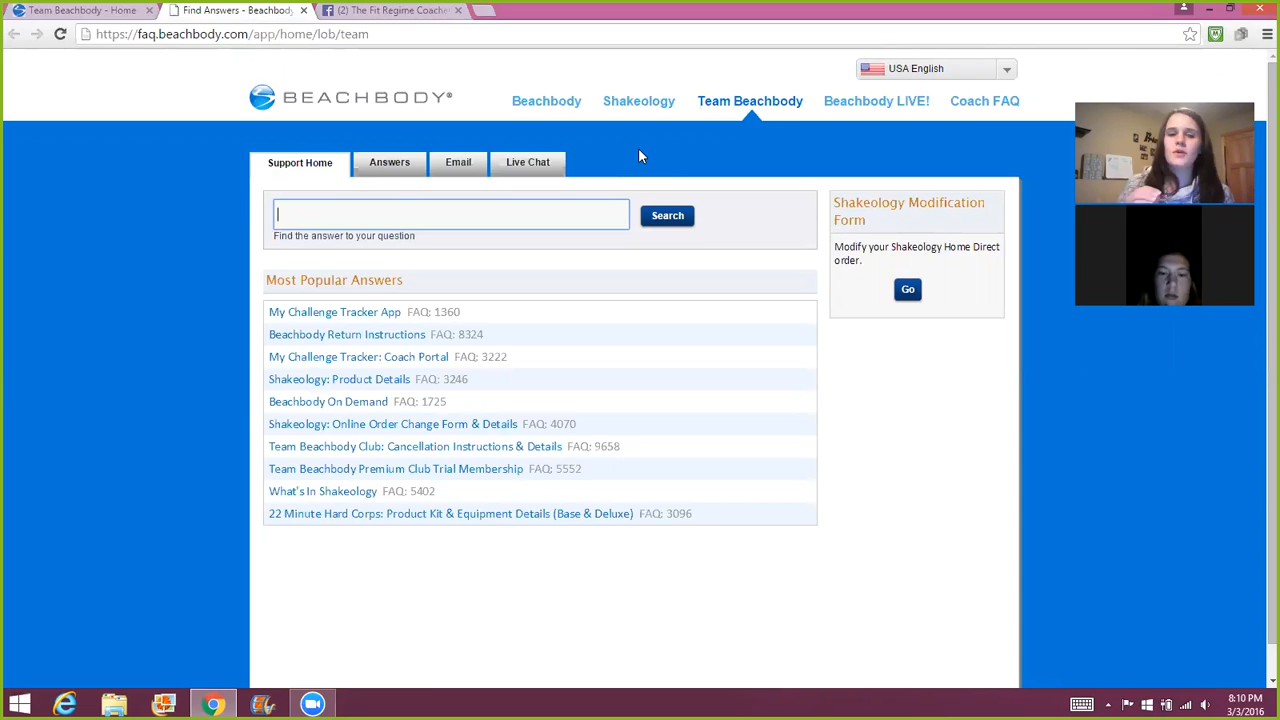 Team Beachbody - Home
Find Answers - Beachbody
(2) The Fit Regime Coache
https://faq.beachbody.com/app/home/lob/team
USA English
BEACHBODY
Beachbody
Shakeology
Team Beachbody
Beachbody LIVE!
Coach FAQ
Support Home
Answers
Email
Live Chat
Search
Find the answer to your question
Shakeology Modification
Form
Modify your Shakeology Home Direct
order.
Go
Most Popular Answers
My Challenge Tracker App FAQ: 1360
Beachbody Return Instructions FAQ: 8324
My Challenge Tracker: Coach Portal FAQ: 3222
Shakeology: Product Details FAQ: 3246
Beachbody On Demand FAQ: 1725
Shakeology: Online Order Change Form & Details FAQ: 4070
Team Beachbody Club: Cancellation Instructions & Details FAQ: 9658
Team Beachbody Premium Club Trial Membership FAQ: 5552
What's In Shakeology FAQ: 5402
22 Minute Hard Corps: Product Kit & Equipment Details (Base & Deluxe) FAQ: 3096
8:10 PM
3/3/2016